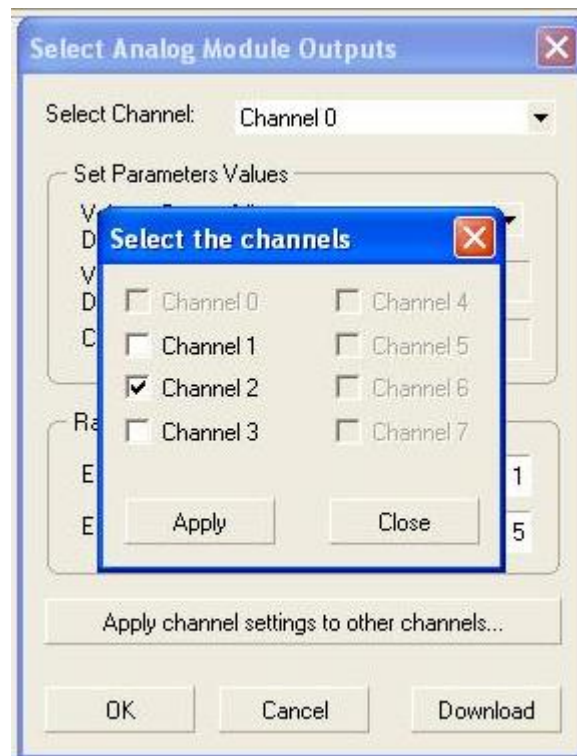 Select Analog Module Outputs
Select Channel: Channel 0
Set Parameters Values
Select the channels
Channel 0 Channel 4
Channel 1 Channel 5
Channel 2 Channel 6
Channel 3 Channel 7
1
5
Apply Close
Apply channel settings to other channels...
OK Cancel Download